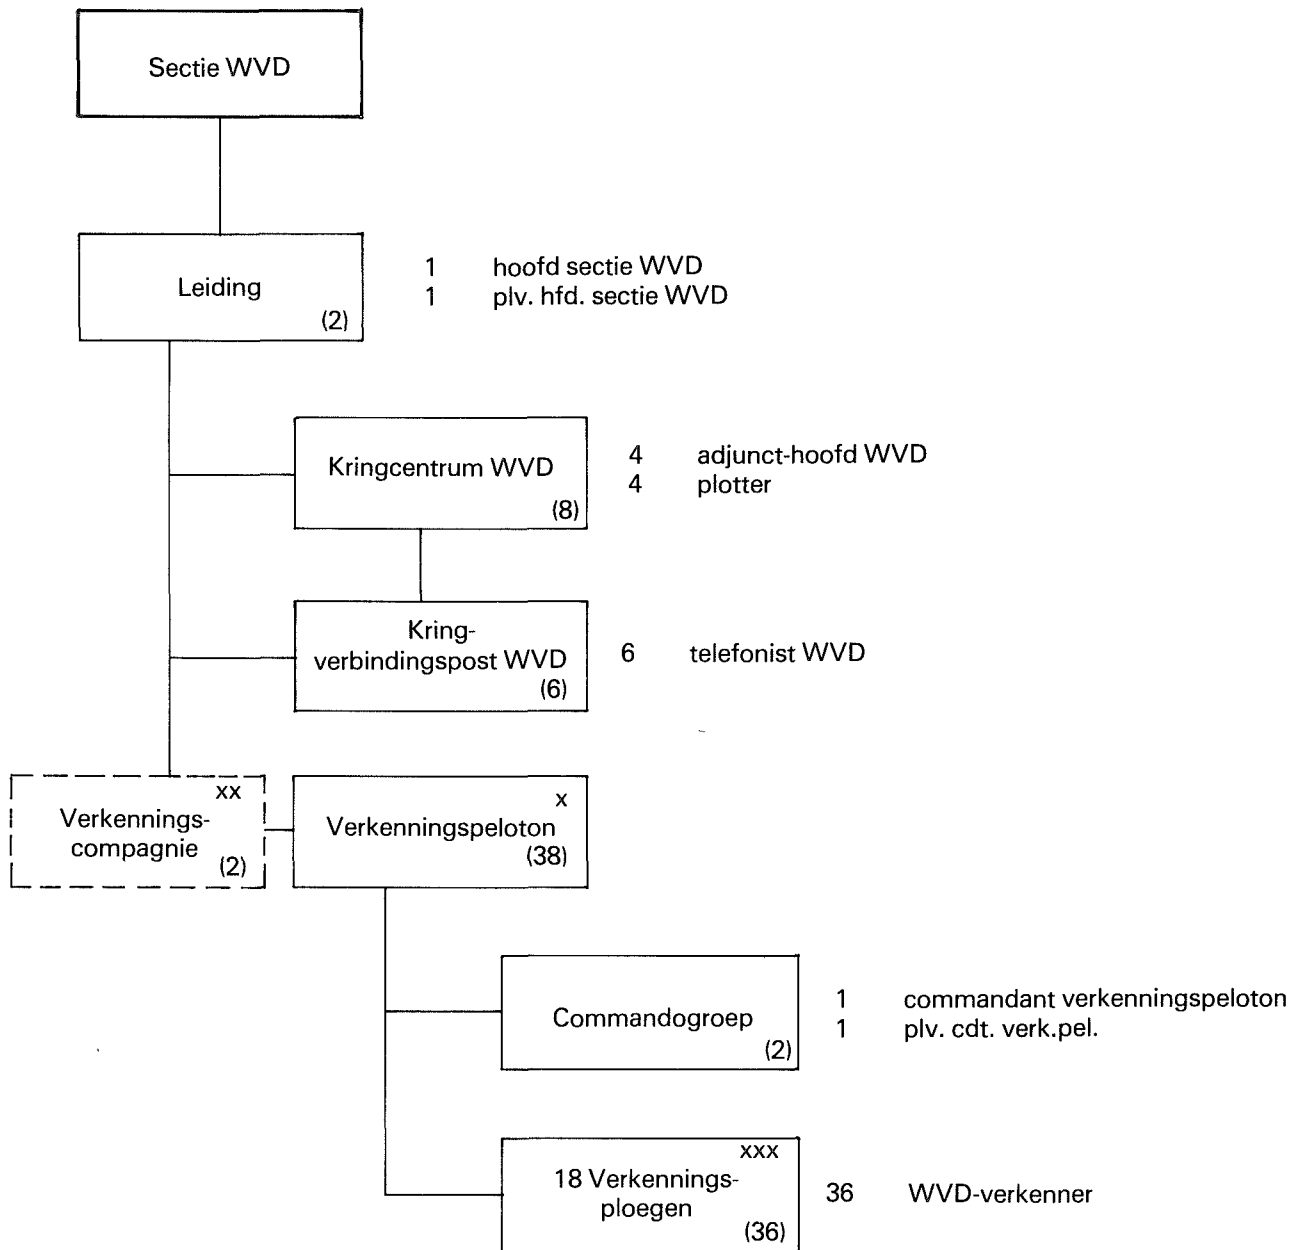 Sectie WVD
Leiding
(2)
1 hoofd sectie WVD
1 plv. hfd. sectie WVD
Kringcentrum WVD
(8)
4 adjunct-hoofd WVD
4 plotter
Kring-
verbindingspost WVD
(6)
6 telefonist WVD
xx
Verkennings-
compagnie
(2)
x
Verkenningspeloton
(38)
Commandogroep
(2)
1 commandant verkenningspeloton
1 plv. cdt. verk.pel.
xxx
18 Verkennings-
ploegen
(36)
36 WVD-verkenner